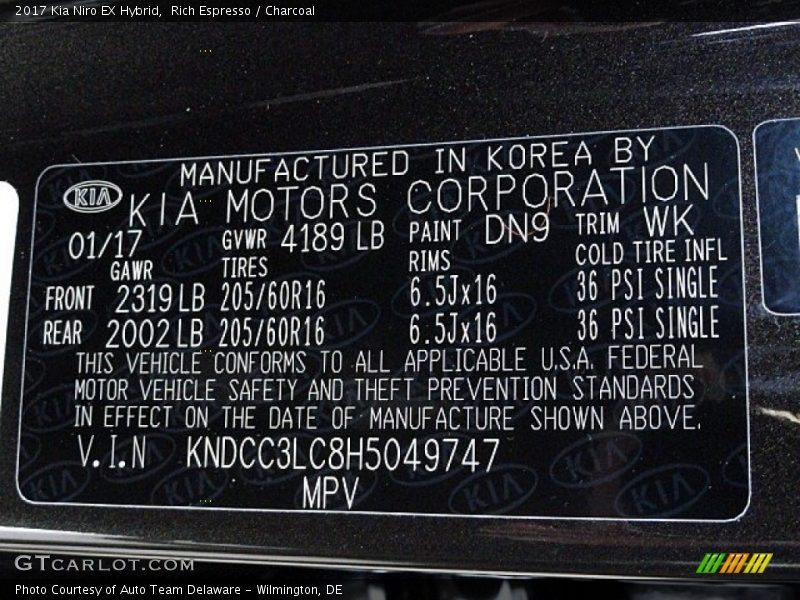 2017 Kia Niro EX Hybrid,  Rich Espresso / Charcoal
MANUFACTURED IN KOREA BY
KIA KIA MOTORS CORPORATION
01/17 GVWR 4189 LB PAINT DN9 TRIM WK
GAWR TIRES RIMS COLD TIRE INFL
FRONT 2319 LB 205/60R16 6.5Jx16 36 PSI SINGLE
REAR 2002 LB 205/60R16 6.5Jx16 36 PSI SINGLE
THIS VEHICLE CONFORMS TO ALL APPLICABLE U.S.A. FEDERAL
MOTOR VEHICLE SAFETY AND THEFT PREVENTION STANDARDS
IN EFFECT ON THE DATE OF MANUFACTURE SHOWN ABOVE.
V.I.N KNDCC3LC8H5049747
MPV
GTCARLOT.COM
Photo Courtesy of Auto Team Delaware - Wilmington, DE